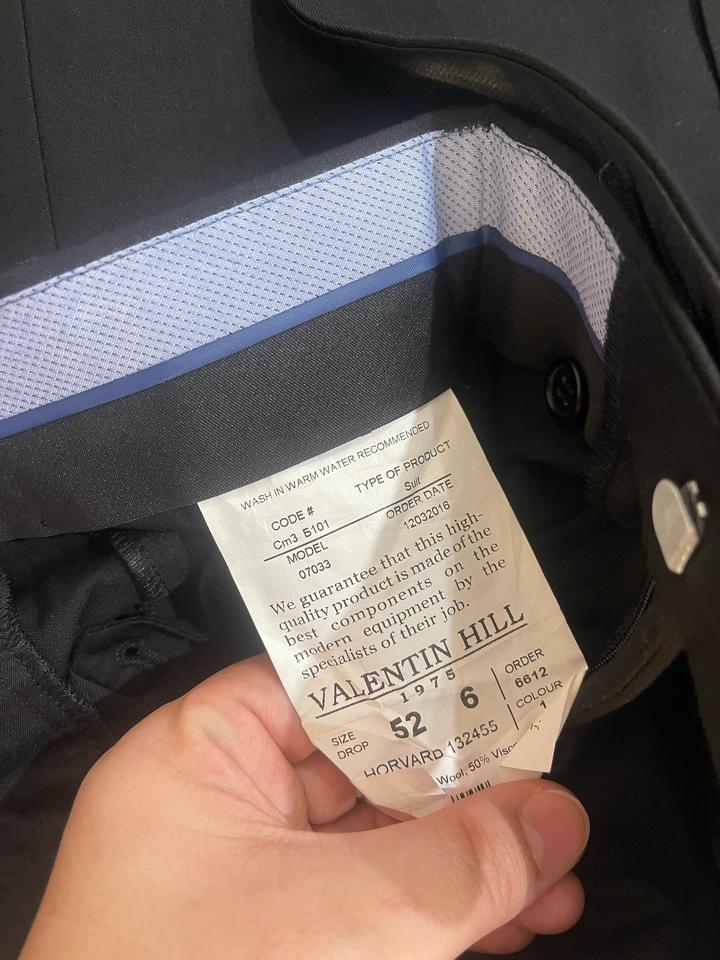 WASH IN WARM WATER RECOMMENDED
CODE # TYPE OF PRODUCT
Cm3 Б101 Suit
MODEL ORDER DATE
07033 12032016
We guarantee that this high-
quality product is made of the
best components on the
modern equipment by the
specialists of their job.
VALENTIN HILL
1975
SIZE 52 6 ORDER
DROP 6612
HORVARD 132455 COLOUR
1
Wool, 50%